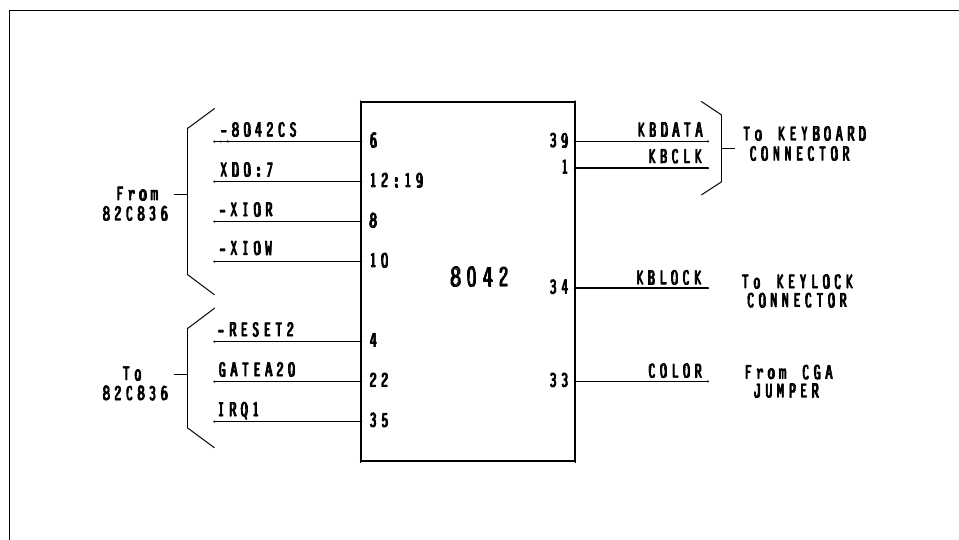 -8042CS
XD0:7
-XIOR
-XIOW
From
82C836
-RESET2
GATEA20
IRQ1
To
82C836
6
12:19
8
10
4
22
35
8042
39
1
34
33
KBDATA
KBCLK
To KEYBOARD
CONNECTOR
KBLOCK
To KEYLOCK
CONNECTOR
COLOR
From CGA
JUMPER